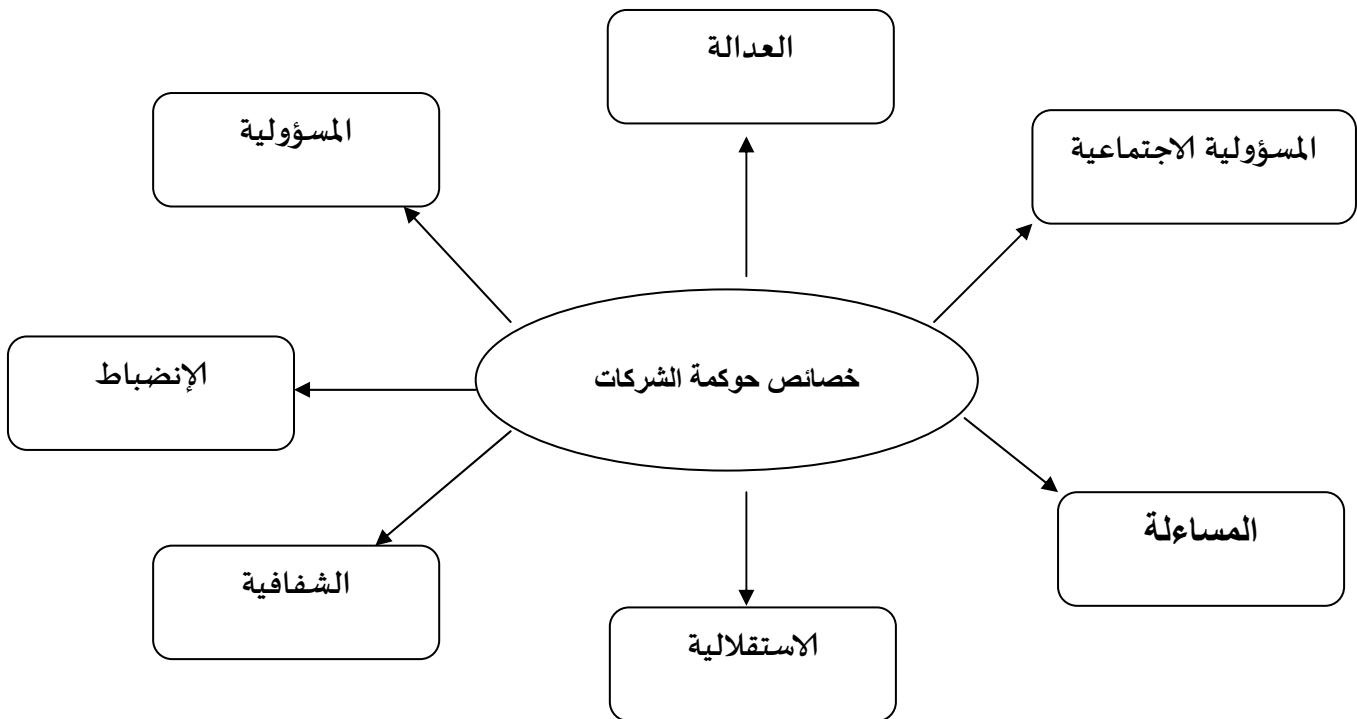 العدالة
المسؤولية
المسؤولية الاجتماعية
خصائص حوكمة الشركات
الإنضباط
المساءلة
الشفافية
الاستقلالية